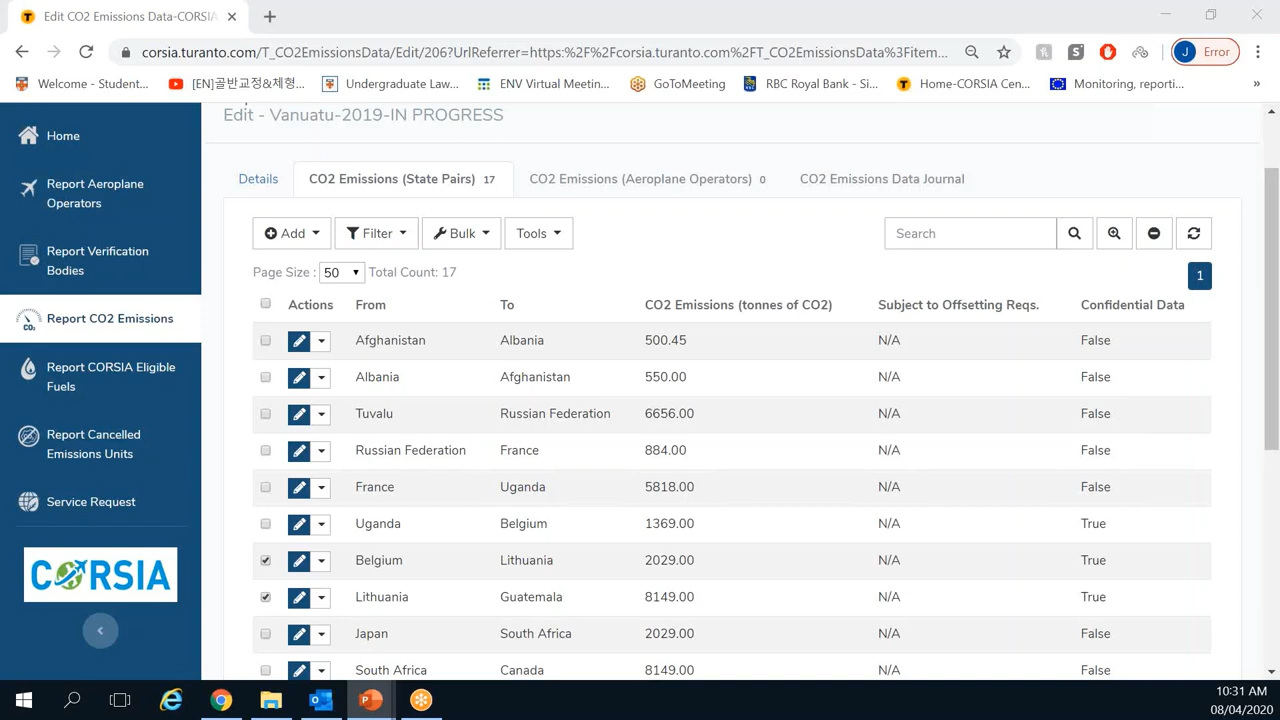 Edit CO2 Emissions Data-CORSIA
corsia.turanto.com/T_CO2EmissionsData/Edit/206?UrlReferrer=https:%2F%2Fcorsia.turanto.com%2FT_CO2EmissionsData%3Fitem...
S
J Error
Welcome - Student...
[EN]골반교정&체형...
Undergraduate Law...
ENV Virtual Meetin...
GoToMeeting
RBC Royal Bank - Si...
Home-CORSIA Cen...
Monitoring, reporti...
»
Home
Report Aeroplane
Operators
Report Verification
Bodies
CO₂
Report CO2 Emissions
Report CORSIA Eligible
Fuels
Report Cancelled
Emissions Units
Service Request
CORSIA
Edit - Vanuatu-2019-IN PROGRESS
Details CO2 Emissions (State Pairs) 17 CO2 Emissions (Aeroplane Operators) 0 CO2 Emissions Data Journal
Add Filter Bulk Tools Search
Page Size : 50 Total Count: 17 1
Actions From To CO2 Emissions (tonnes of CO2) Subject to Offsetting Reqs. Confidential Data
Afghanistan Albania 500.45 N/A False
Albania Afghanistan 550.00 N/A False
Tuvalu Russian Federation 6656.00 N/A False
Russian Federation France 884.00 N/A False
France Uganda 5818.00 N/A False
Uganda Belgium 1369.00 N/A True
Belgium Lithuania 2029.00 N/A True
Lithuania Guatemala 8149.00 N/A True
Japan South Africa 2029.00 N/A False
South Africa Canada 8149.00 N/A False
10:31 AM
08/04/2020